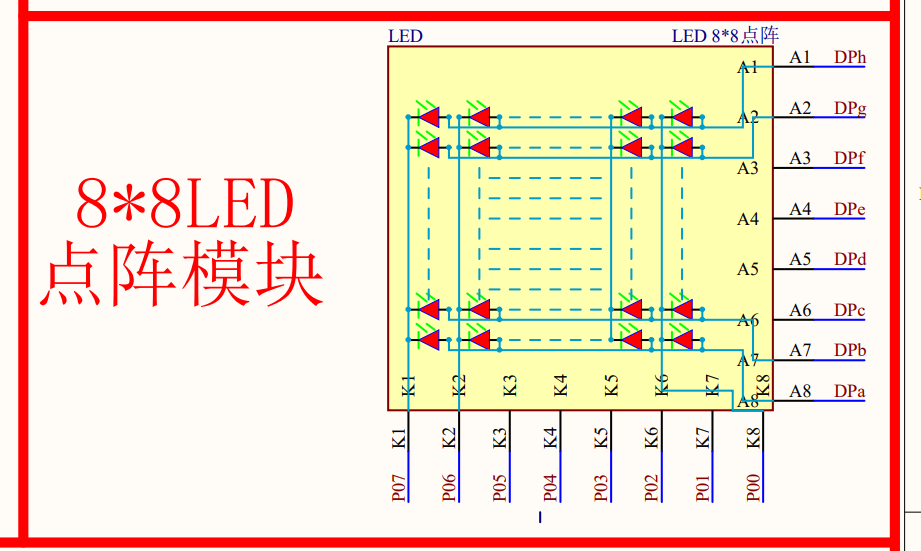 LED
LED 8*8点阵
8*8LED
点阵模块
A1 A1 DPh
A2 A2 DPg
A3 A3 DPf
A4 A4 DPe
A5 A5 DPd
A6 A6 DPc
A7 A7 DPb
A8 A8 DPa
K1 K2 K3 K4 K5 K6 K7 K8
K1 K2 K3 K4 K5 K6 K7 K8
P07 P06 P05 P04 P03 P02 P01 P00